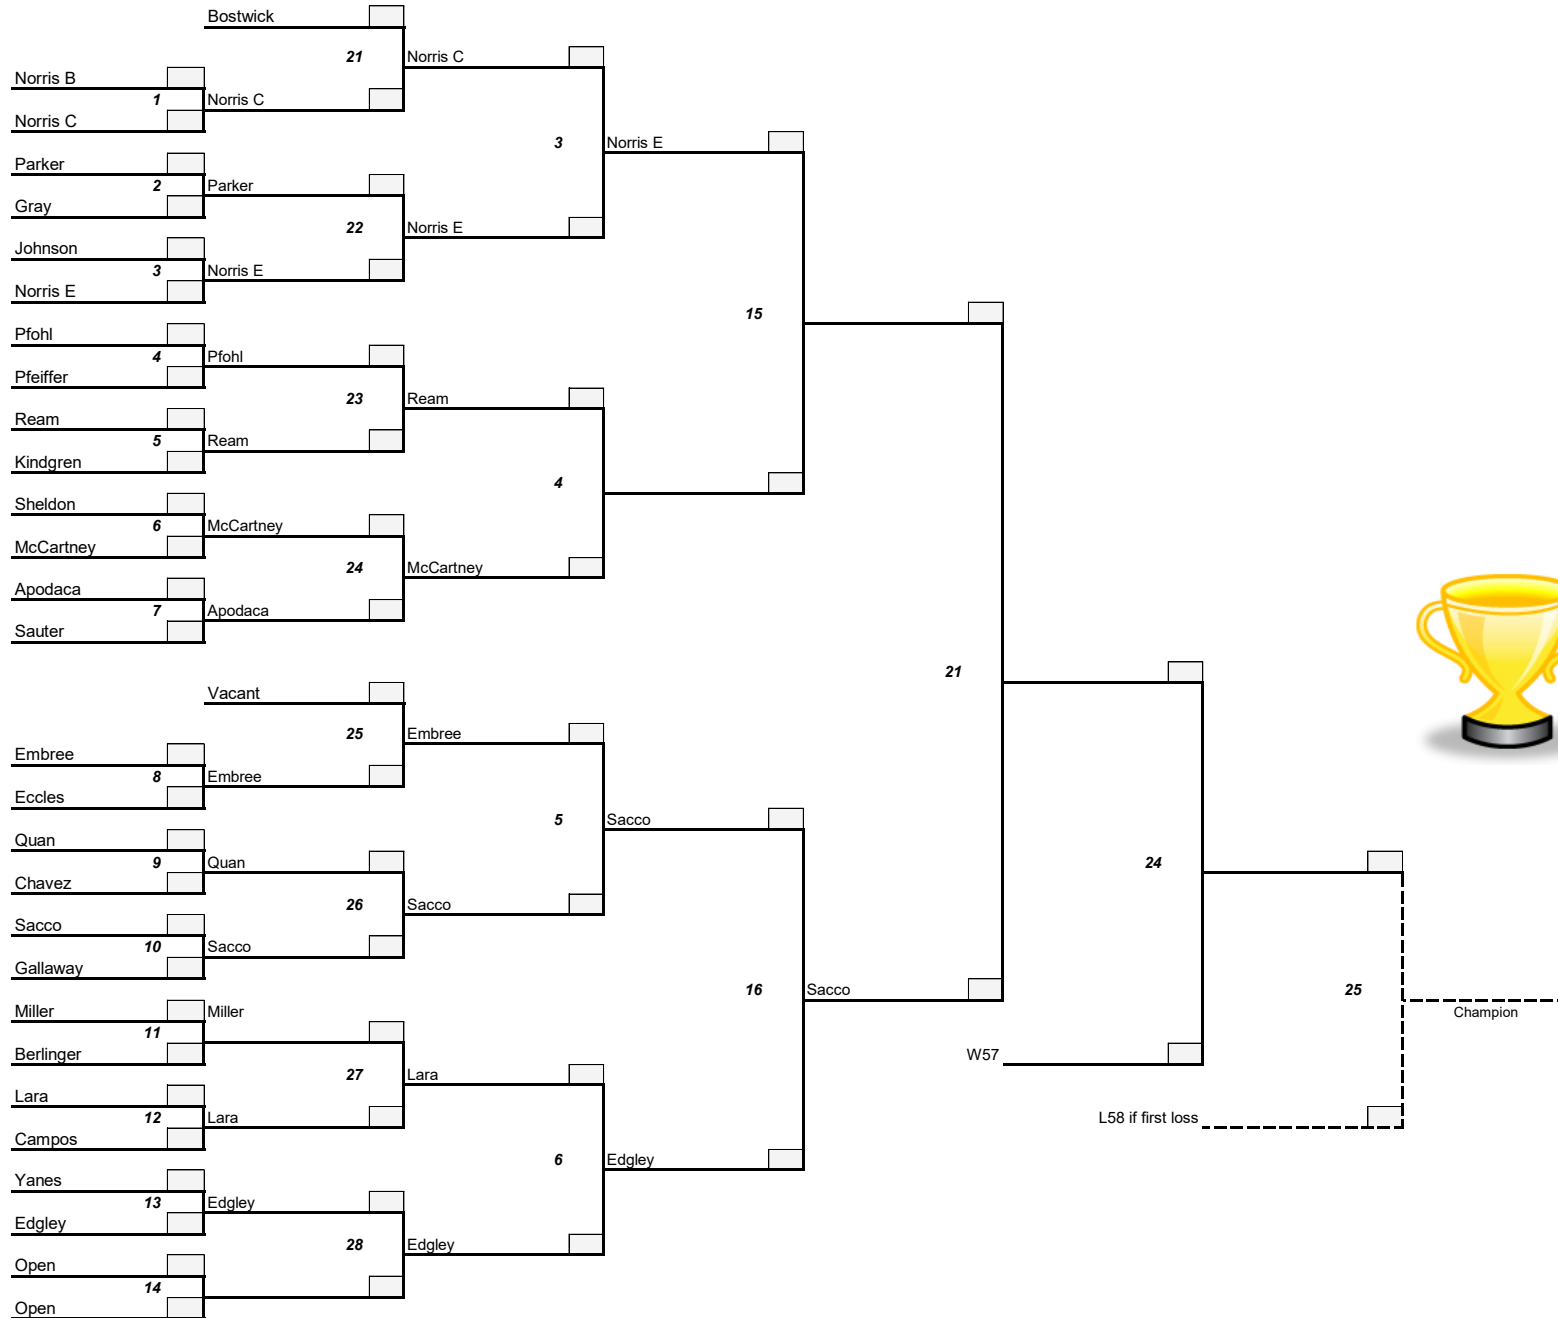 Bostwick
21 Norris C
Norris B
1 Norris C
Norris C
3 Norris E
Parker
2 Parker
Gray
22 Norris E
Johnson
3 Norris E
Norris E
15
Pfohl
4 Pfohl
Pfeiffer
23 Ream
Ream
5 Ream
Kindgren
4
Sheldon
6 McCartney
McCartney
24 McCartney
Apodaca
7 Apodaca
Sauter
21
Vacant
25 Embree
Embree
8 Embree
Eccles
5 Sacco
Quan
9 Quan
Chavez
24
26 Sacco
Sacco
10 Sacco
Gallaway
16 Sacco
25
Champion
Miller Miller
11
Berlinger
W57
27 Lara
Lara
12 Lara
Campos
L58 if first loss
6 Edgley
Yanes
13 Edgley
Edgley
28 Edgley
Open
14
Open